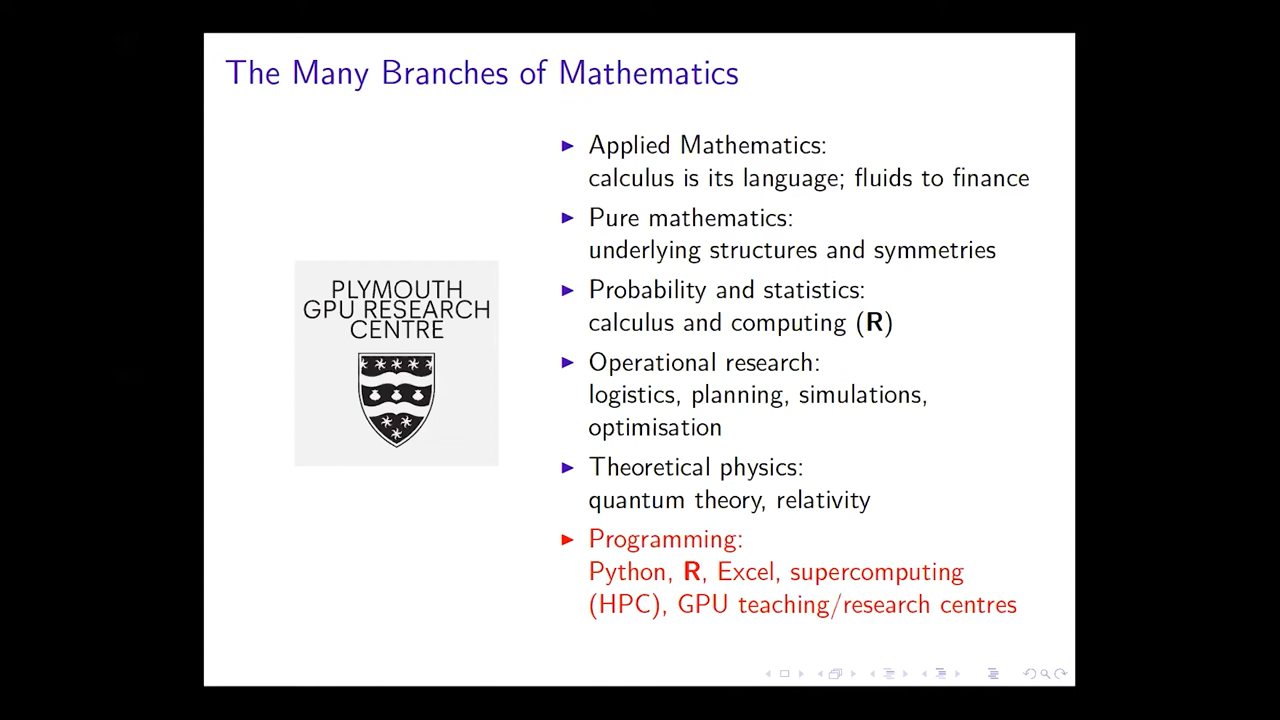 The Many Branches of Mathematics
PLYMOUTH
GPU RESEARCH
CENTRE
Applied Mathematics:
calculus is its language; fluids to finance
Pure mathematics:
underlying structures and symmetries
Probability and statistics:
calculus and computing (R)
Operational research:
logistics, planning, simulations,
optimisation
Theoretical physics:
quantum theory, relativity
Programming:
Python, R, Excel, supercomputing
(HPC), GPU teaching/research centres